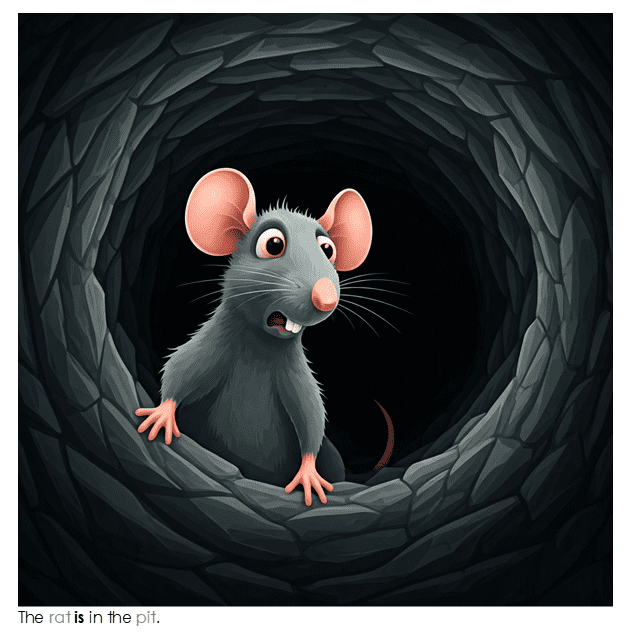 The rat is in the pit.